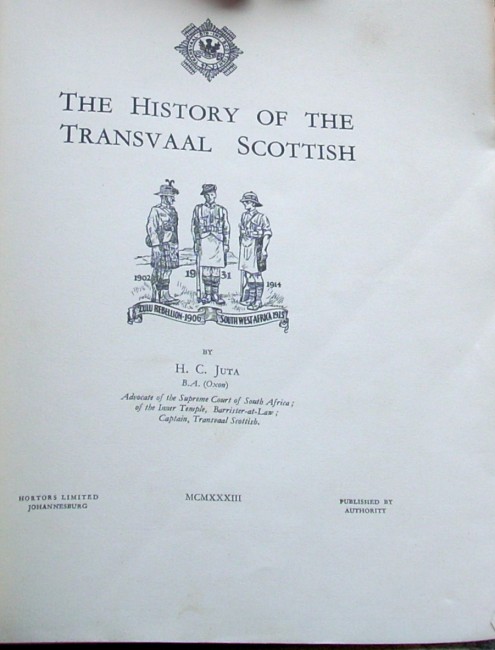 THE HISTORY OF THE
TRANSVAAL SCOTTISH
1902 1931 1914
ZULU REBELLION-1906 SOUTH WEST AFRICA 1915
BY
H. C. JUTA
B.A. (OXON)
Advocate of the Supreme Court of South Africa;
of the Inner Temple, Barrister-at-Law;
Captain, Transvaal Scottish.
HORTORS LIMITED
JOHANNESBURG
MCMXXXIII
PUBLISHED BY
AUTHORITY